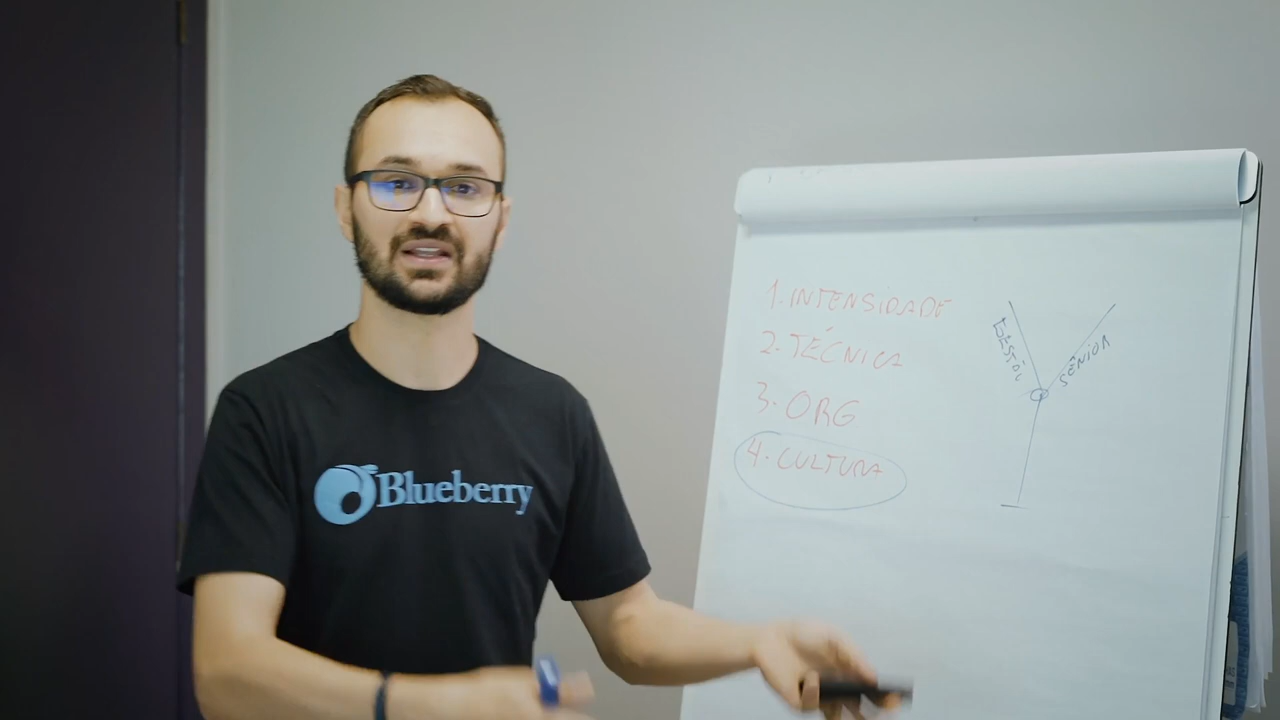 Blueberry
1. INTENSIDADE
2. TÉCNICA
3. ORG
4. CULTURA
GESTÃO
SÊNIOR